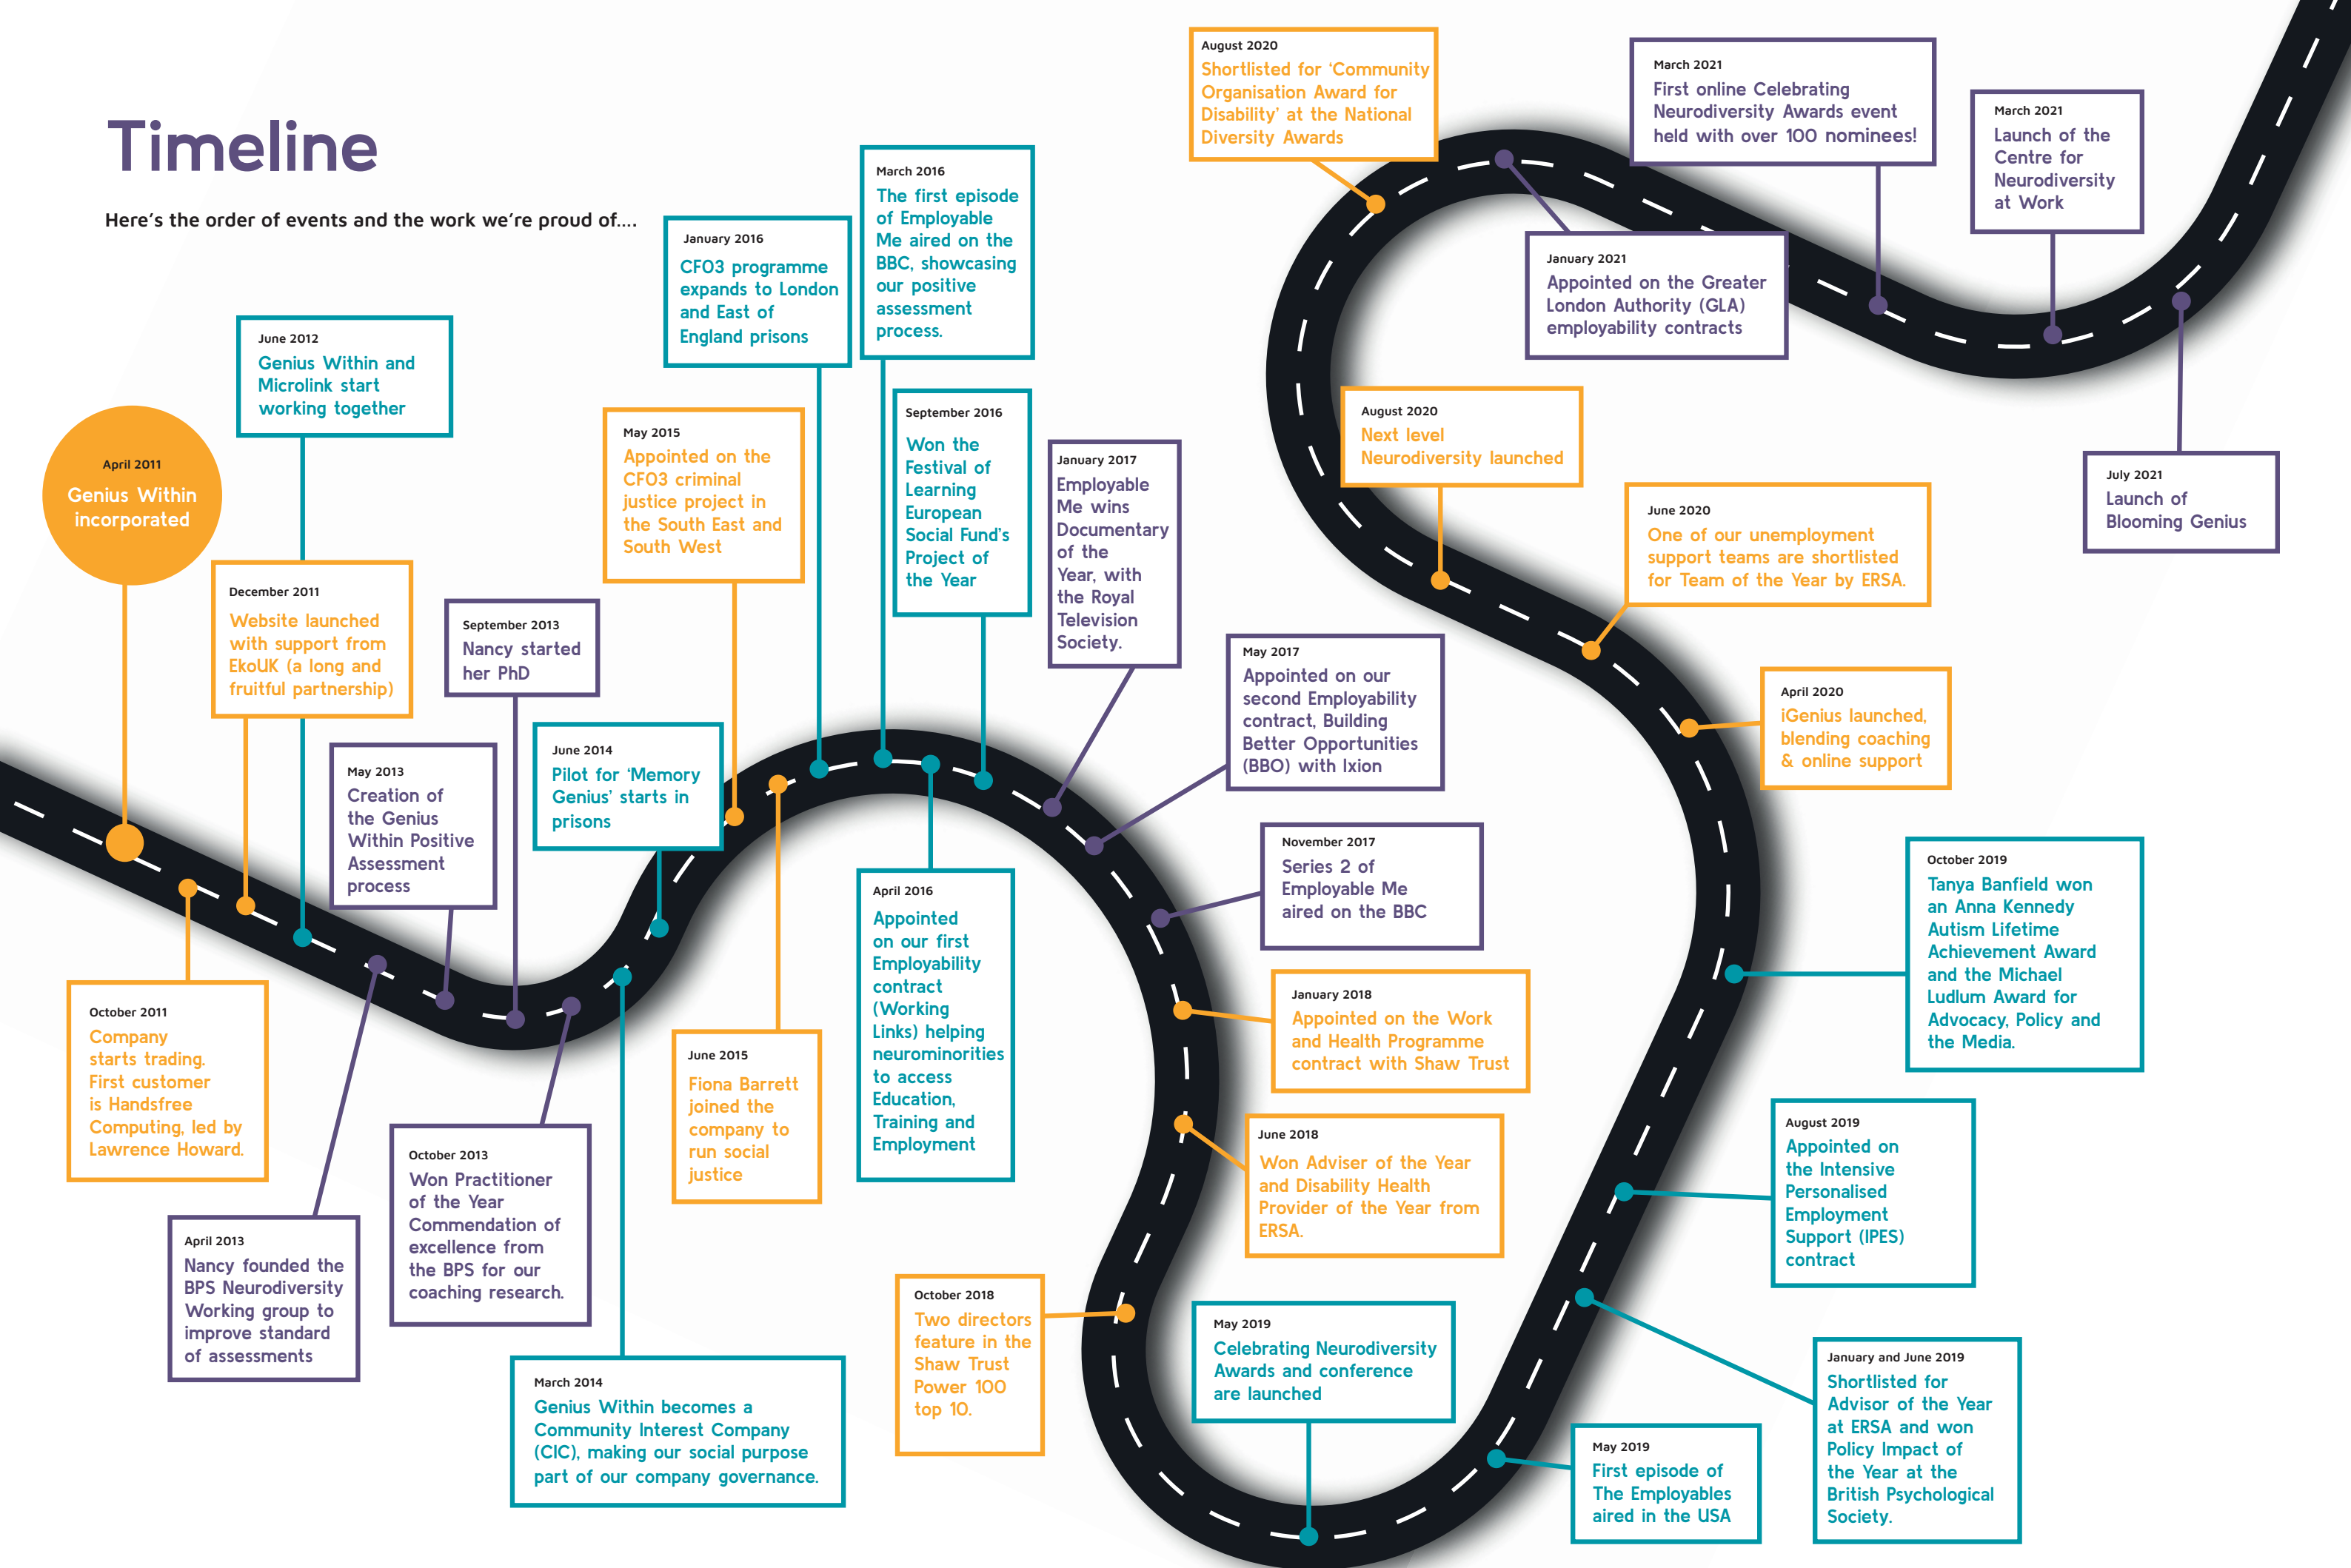 Timeline
Here's the order of events and the work we're proud of....
April 2011
Genius Within
incorporated
October 2011
Company
starts trading.
First customer
is Handsfree
Computing, led by
Lawrence Howard.
December 2011
Website launched
with support from
EkoUK (a long and
fruitful partnership)
June 2012
Genius Within and
Microlink start
working together
April 2013
Nancy founded the
BPS Neurodiversity
Working group to
improve standard
of assessments
May 2013
Creation of
the Genius
Within Positive
Assessment
process
September 2013
Nancy started
her PhD
October 2013
Won Practitioner
of the Year
Commendation of
excellence from
the BPS for our
coaching research.
March 2014
Genius Within becomes a
Community Interest Company
(CIC), making our social purpose
part of our company governance.
June 2014
Pilot for ‘Memory
Genius’ starts in
prisons
May 2015
Appointed on the
CFO3 criminal
justice project in
the South East and
South West
June 2015
Fiona Barrett
joined the
company to
run social
justice
January 2016
CFO3 programme
expands to London
and East of
England prisons
March 2016
The first episode
of Employable
Me aired on the
BBC, showcasing
our positive
assessment
process.
April 2016
Appointed
on our first
Employability
contract
(Working
Links) helping
neurominorities
to access
Education,
Training and
Employment
September 2016
Won the
Festival of
Learning
European
Social Fund's
Project of
the Year
January 2017
Employable
Me wins
Documentary
of the
Year, with
the Royal
Television
Society.
May 2017
Appointed on our
second Employability
contract, Building
Better Opportunities
(BBO) with Ixion
November 2017
Series 2 of
Employable Me
aired on the BBC
January 2018
Appointed on the Work
and Health Programme
contract with Shaw Trust
June 2018
Won Adviser of the Year
and Disability Health
Provider of the Year from
ERSA.
October 2018
Two directors
feature in the
Shaw Trust
Power 100
top 10.
May 2019
Celebrating Neurodiversity
Awards and conference
are launched
May 2019
First episode of
The Employables
aired in the USA
January and June 2019
Shortlisted for
Advisor of the Year
at ERSA and won
Policy Impact of
the Year at the
British Psychological
Society.
August 2019
Appointed on
the Intensive
Personalised
Employment
Support (IPES)
contract
October 2019
Tanya Banfield won
an Anna Kennedy
Autism Lifetime
Achievement Award
and the Michael
Ludlum Award for
Advocacy, Policy and
the Media.
April 2020
iGenius launched,
blending coaching
& online support
June 2020
One of our unemployment
support teams are shortlisted
for Team of the Year by ERSA.
August 2020
Next level
Neurodiversity launched
August 2020
Shortlisted for ‘Community
Organisation Award for
Disability’ at the National
Diversity Awards
January 2021
Appointed on the Greater
London Authority (GLA)
employability contracts
March 2021
First online Celebrating
Neurodiversity Awards event
held with over 100 nominees!
March 2021
Launch of the
Centre for
Neurodiversity
at Work
July 2021
Launch of
Blooming Genius